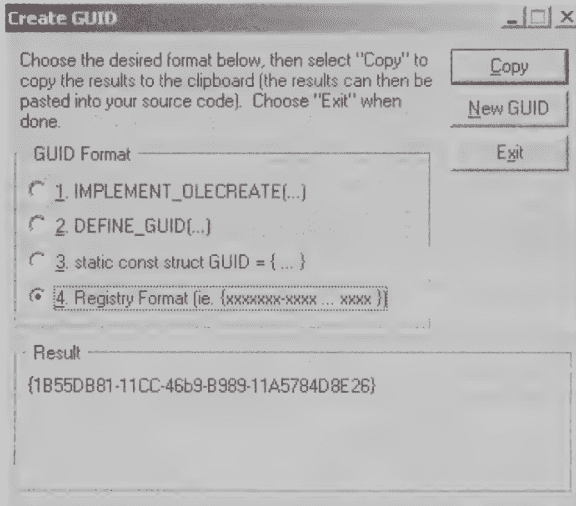 Create GUID
Choose the desired format below, then select "Copy" to
copy the results to the clipboard (the results can then be
pasted into your source code). Choose "Exit" when
done.
Copy
New GUID
Exit
GUID Format
1. IMPLEMENT_OLECREATE(...)
2. DEFINE_GUID(...)
3. static const struct GUID = { ... }
4. Registry Format (ie. {xxxxxxx-xxxx ... xxxx })
Result
{1B55DB81-11CC-46b9-B989-11A5784D8E26}